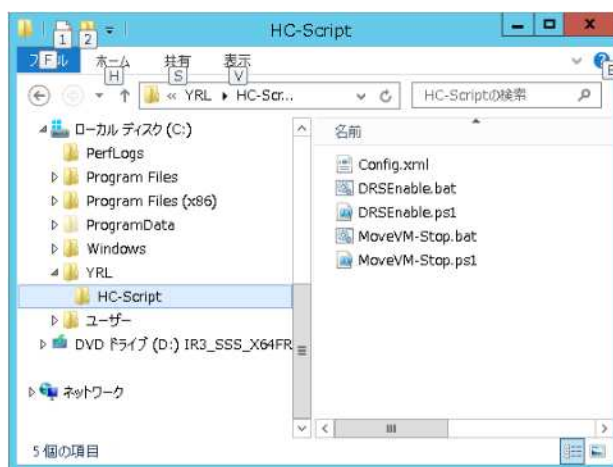 HC-Script
1 2
ファイル ホーム 共有 表示
F H S V E
« YRL ▸ HC-Scr... HC-Scriptの検索
ローカル ディスク (C:)
PerfLogs
Program Files
Program Files (x86)
ProgramData
Windows
YRL
HC-Script
ユーザー
DVD ドライブ (D:) IR3_SSS_X64FR
ネットワーク
名前
Config.xml
DRSEnable.bat
DRSEnable.ps1
MoveVM-Stop.bat
MoveVM-Stop.ps1
5 個の項目